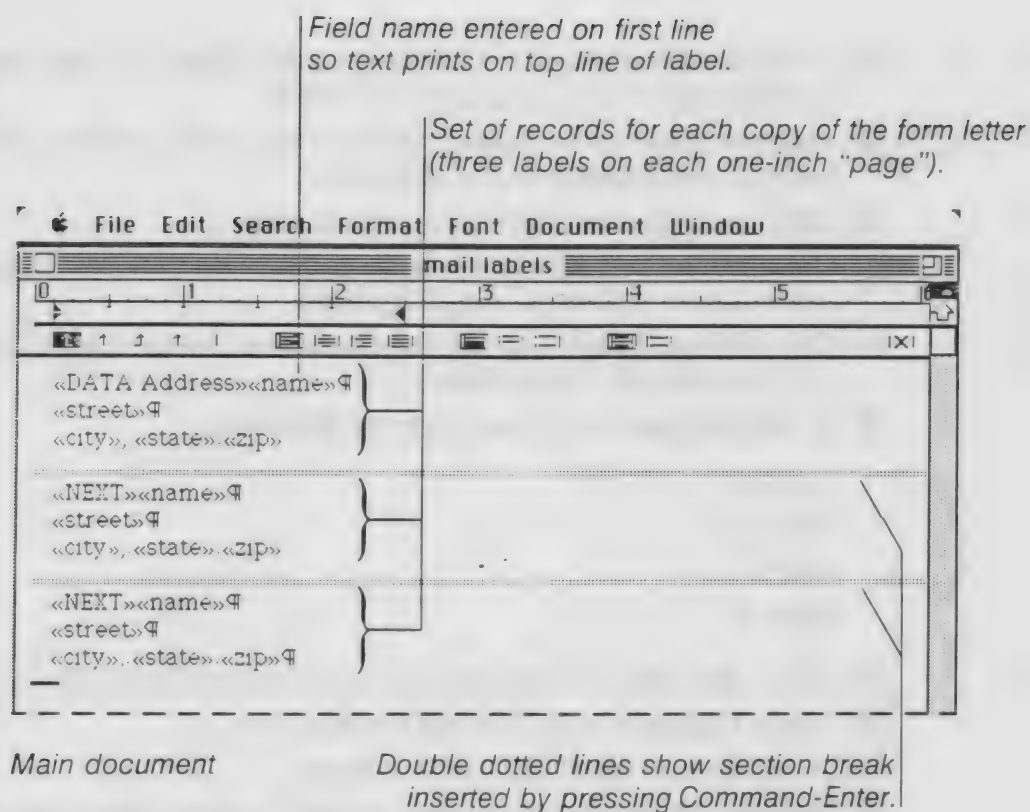 Field name entered on first line
so text prints on top line of label.
Set of records for each copy of the form letter
(three labels on each one-inch "page").
File Edit Search Format Font Document Window
mail labels
0 1 2 3 4 5 6
«DATA Address»«name»¶
«street»¶
«city», «state» «zip»
«NEXT»«name»¶
«street»¶
«city», «state» «zip»
«NEXT»«name»¶
«street»¶
«city», «state» «zip»¶
Main document
Double dotted lines show section break
inserted by pressing Command-Enter.